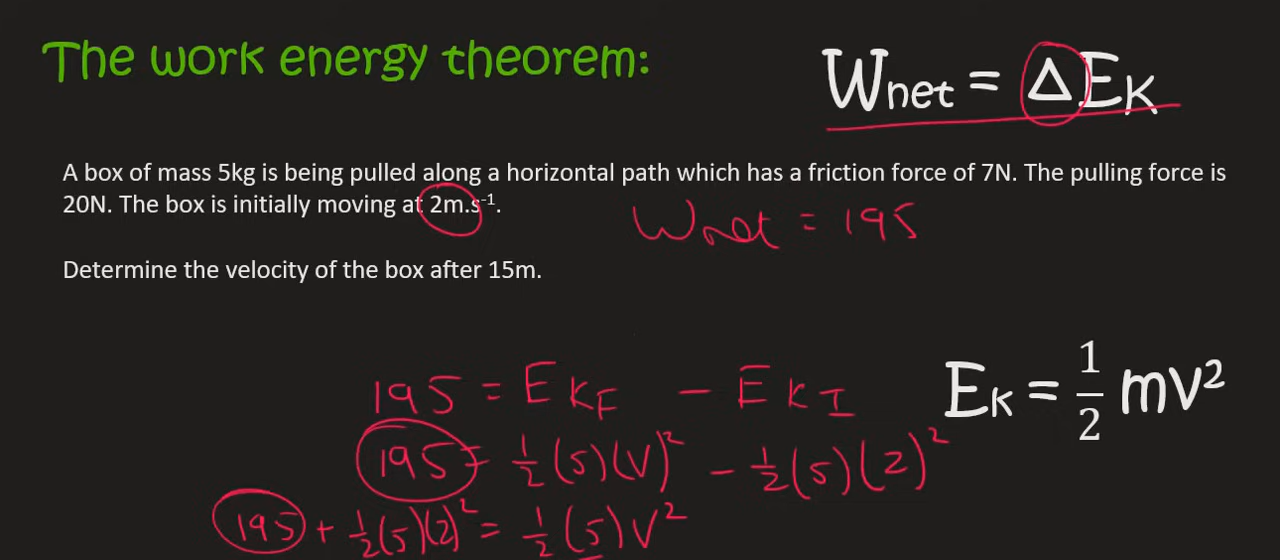 The work energy theorem:
Wnet = ΔEK
A box of mass 5kg is being pulled along a horizontal path which has a friction force of 7N. The pulling force is
20N. The box is initially moving at 2m.s⁻¹.
Wnet = 195
Determine the velocity of the box after 15m.
195 = EKF - EKI
EK = 1/2 mv²
195 = 1/2 (5)(V)² - 1/2 (5)(2)²
195 + 1/2 (5)(2)² = 1/2 (5)V²